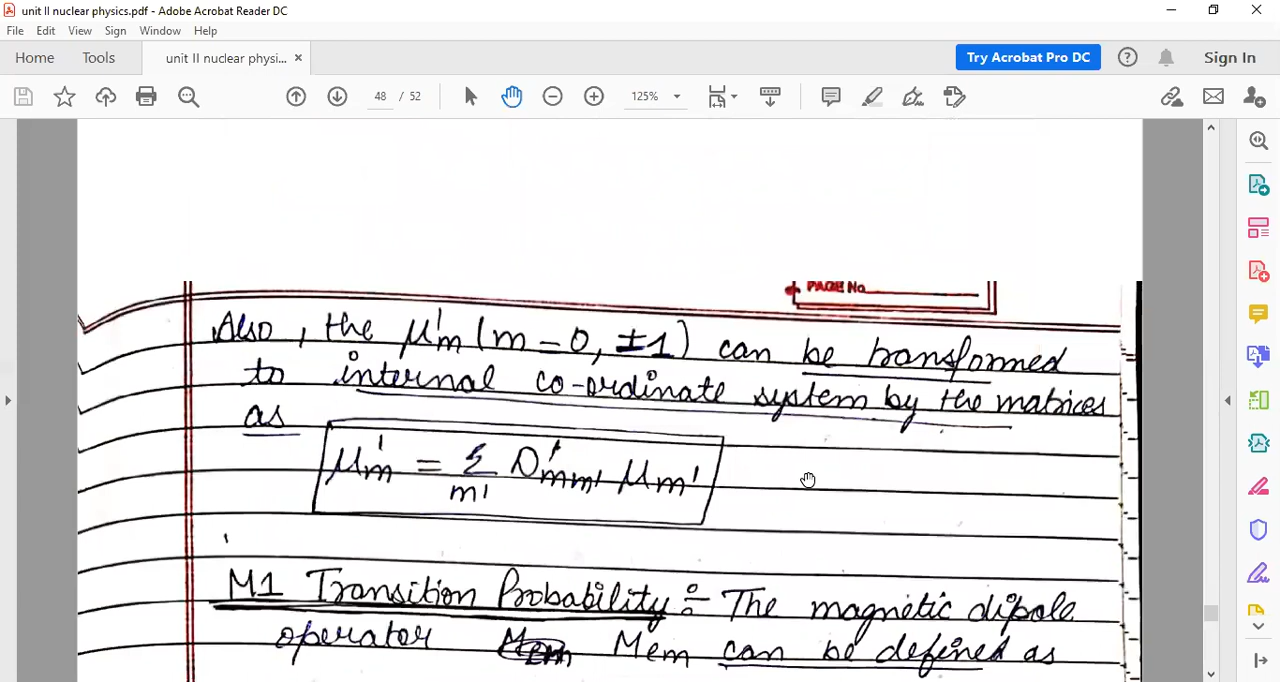 unit II nuclear physics.pdf - Adobe Acrobat Reader DC
File Edit View Sign Window Help
Home Tools unit II nuclear physi... × Try Acrobat Pro DC Sign In
48 / 52 125%
PAGE No.
Also, the μ'm (m = 0, ±1) can be transformed
to internal co-ordinate system by the matrices
as
μ'm = Σm' D'mm' μm'
M1 Transition Probability :- The magnetic dipole
operator Mem can be defined as